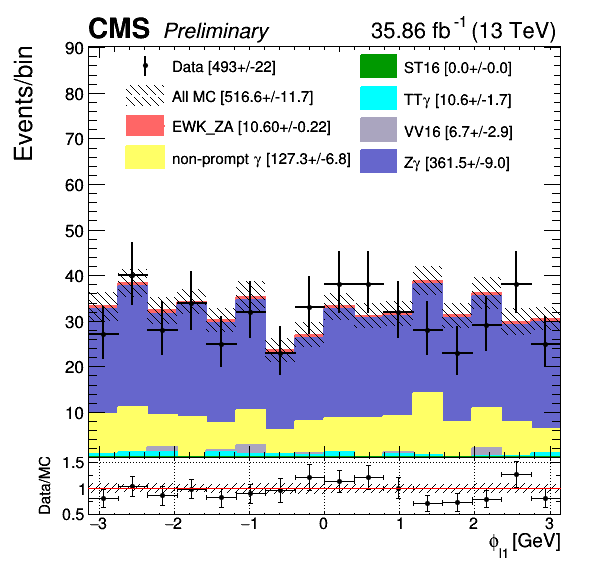 CMS Preliminary 35.86 fb⁻¹ (13 TeV)
Events/bin
90
80
70
60
50
40
30
20
10
Data [493+/-22]
All MC [516.6+/-11.7]
EWK_ZA [10.60+/-0.22]
non-prompt γ [127.3+/-6.8]
ST16 [0.0+/-0.0]
TTγ [10.6+/-1.7]
VV16 [6.7+/-2.9]
Zγ [361.5+/-9.0]
Data/MC
1.5
1
0.5
−3 −2 −1 0 1 2 3
ϕ_l1 [GeV]